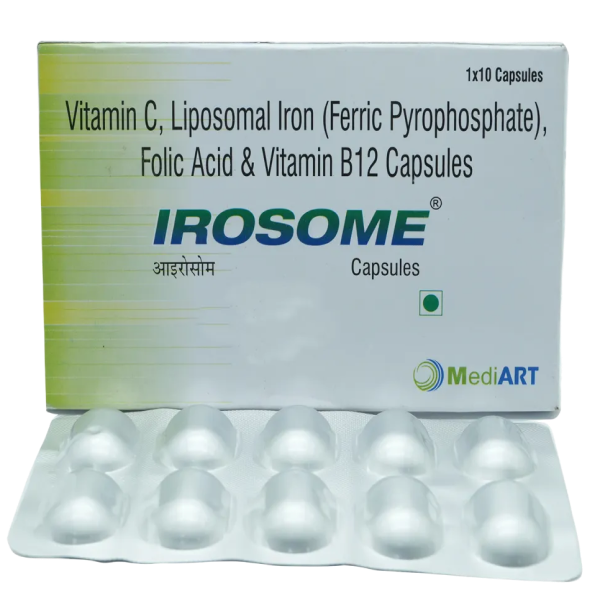 1x10 Capsules
Vitamin C, Liposomal Iron (Ferric Pyrophosphate),
Folic Acid & Vitamin B12 Capsules
IROSOME®
आइरोसोम Capsules
MediART